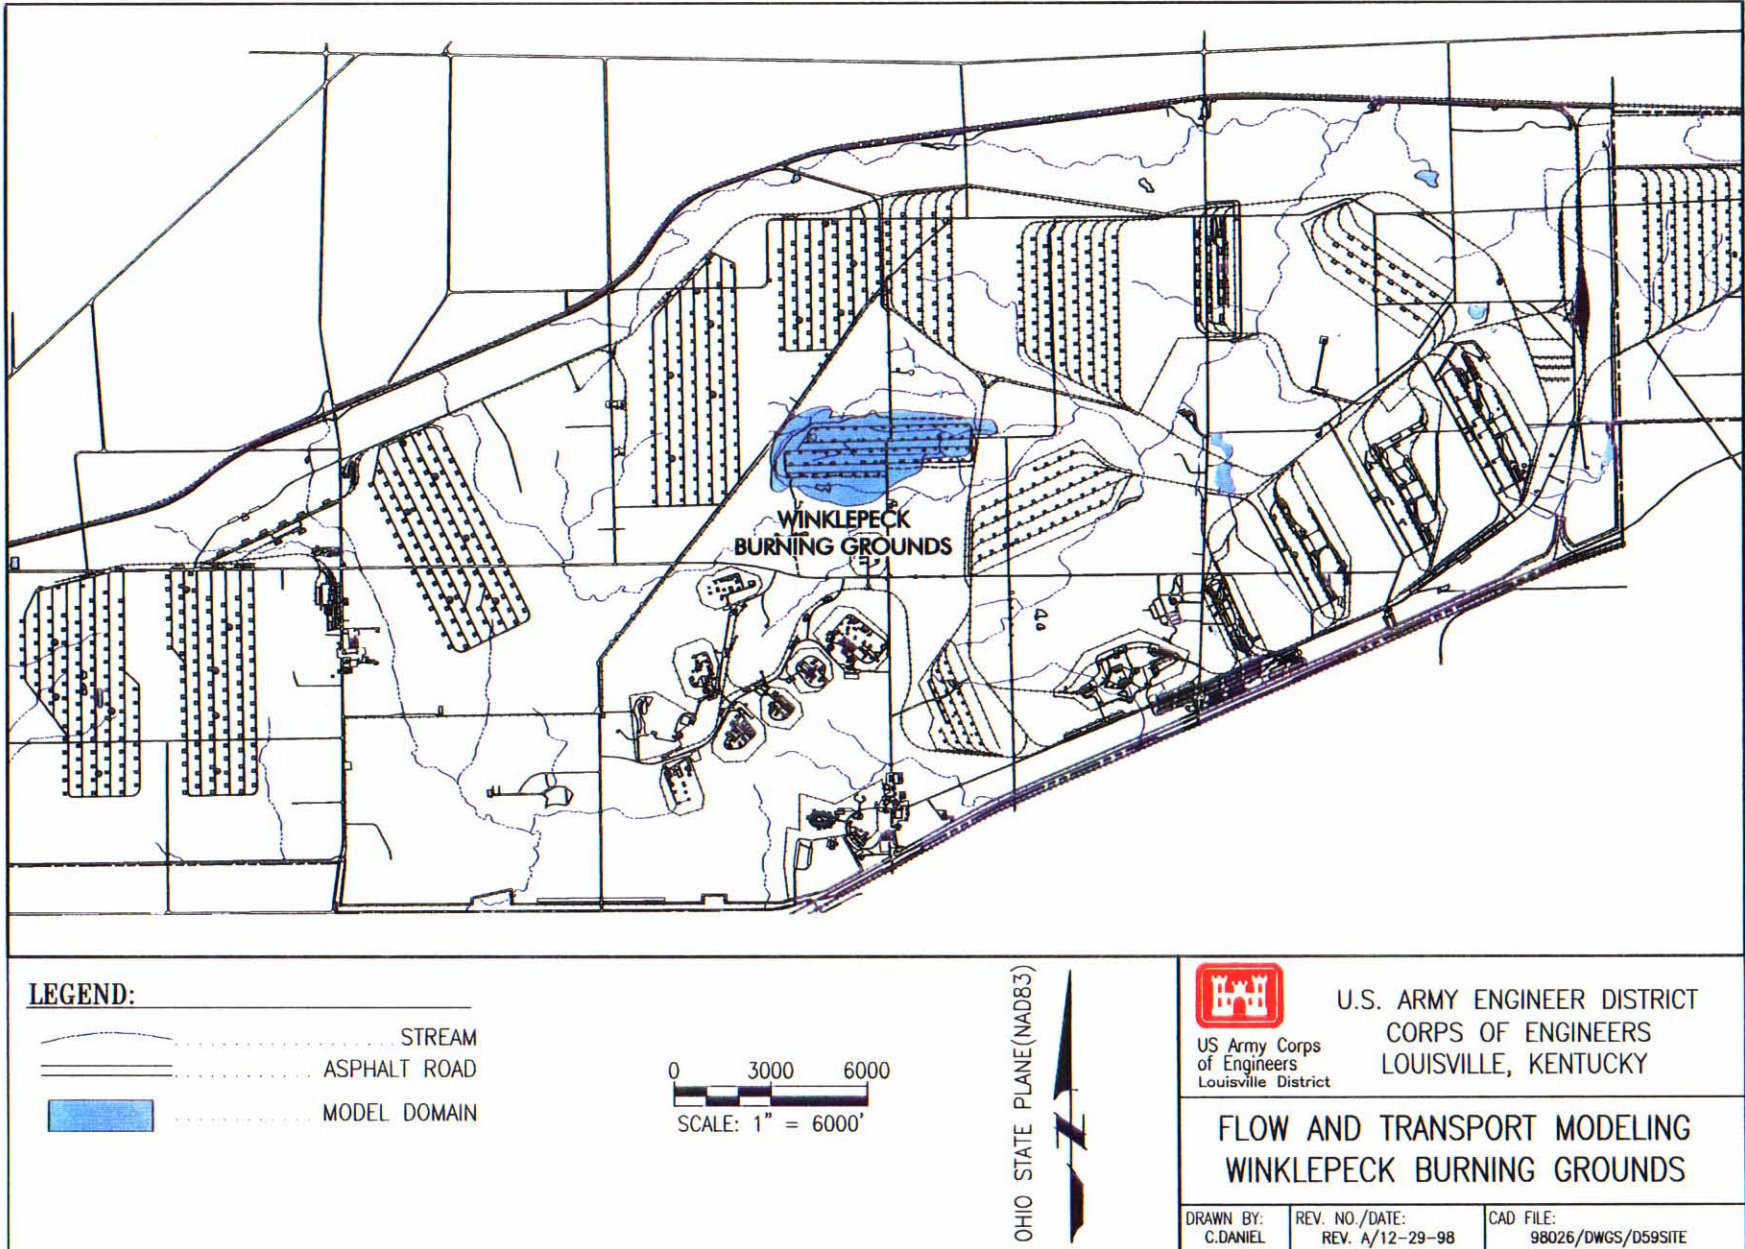 WINKLEPECK
BURNING GROUNDS
LEGEND:
STREAM
ASPHALT ROAD
MODEL DOMAIN
0 3000 6000
SCALE: 1" = 6000'
OHIO STATE PLANE(NAD83)
N
US Army Corps
of Engineers
Louisville District
U.S. ARMY ENGINEER DISTRICT
CORPS OF ENGINEERS
LOUISVILLE, KENTUCKY
FLOW AND TRANSPORT MODELING
WINKLEPECK BURNING GROUNDS
DRAWN BY:
C.DANIEL
REV. NO./DATE:
REV. A/12-29-98
CAD FILE:
98026/DWGS/D59SITE